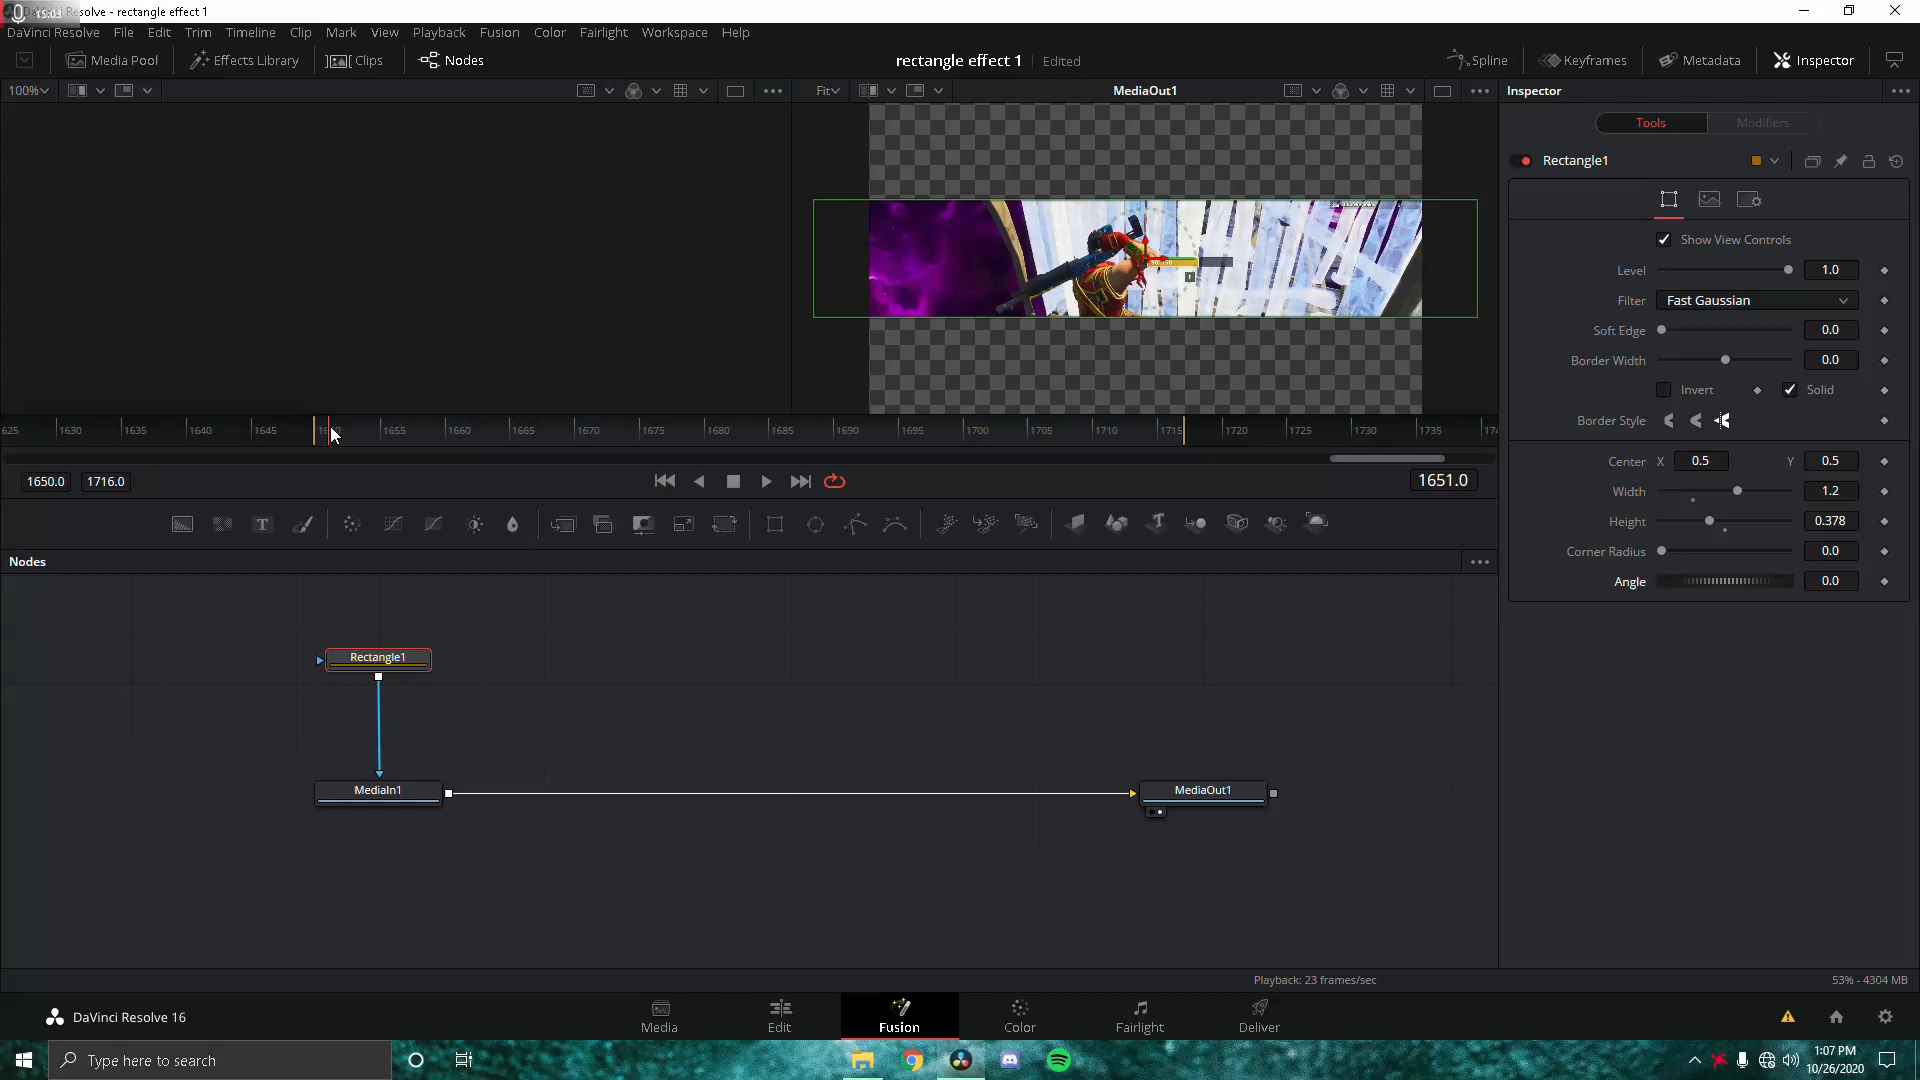 15:03
Resolve - rectangle effect 1
DaVinci Resolve File Edit Trim Timeline Clip Mark View Playback Fusion Color Fairlight Workspace Help
Media Pool Effects Library Clips Nodes rectangle effect 1 Edited Spline Keyframes Metadata Inspector
100% Fit MediaOut1 Inspector
Tools Modifiers
Rectangle1
Show View Controls
Level 1.0
Filter Fast Gaussian
Soft Edge 0.0
Border Width 0.0
Invert Solid
Border Style
Center X 0.5 Y 0.5
Width 1.2
Height 0.378
Corner Radius 0.0
Angle 0.0
625 1630 1635 1640 1645 1655 1660 1665 1670 1675 1680 1685 1690 1695 1700 1705 1710 1715 1720 1725 1730 1735 174
1650.0 1716.0 1651.0
Nodes
Rectangle1
MediaIn1 MediaOut1
Playback: 23 frames/sec 53% - 4304 MB
DaVinci Resolve 16 Media Edit Fusion Color Fairlight Deliver
Type here to search
1:07 PM
10/26/2020